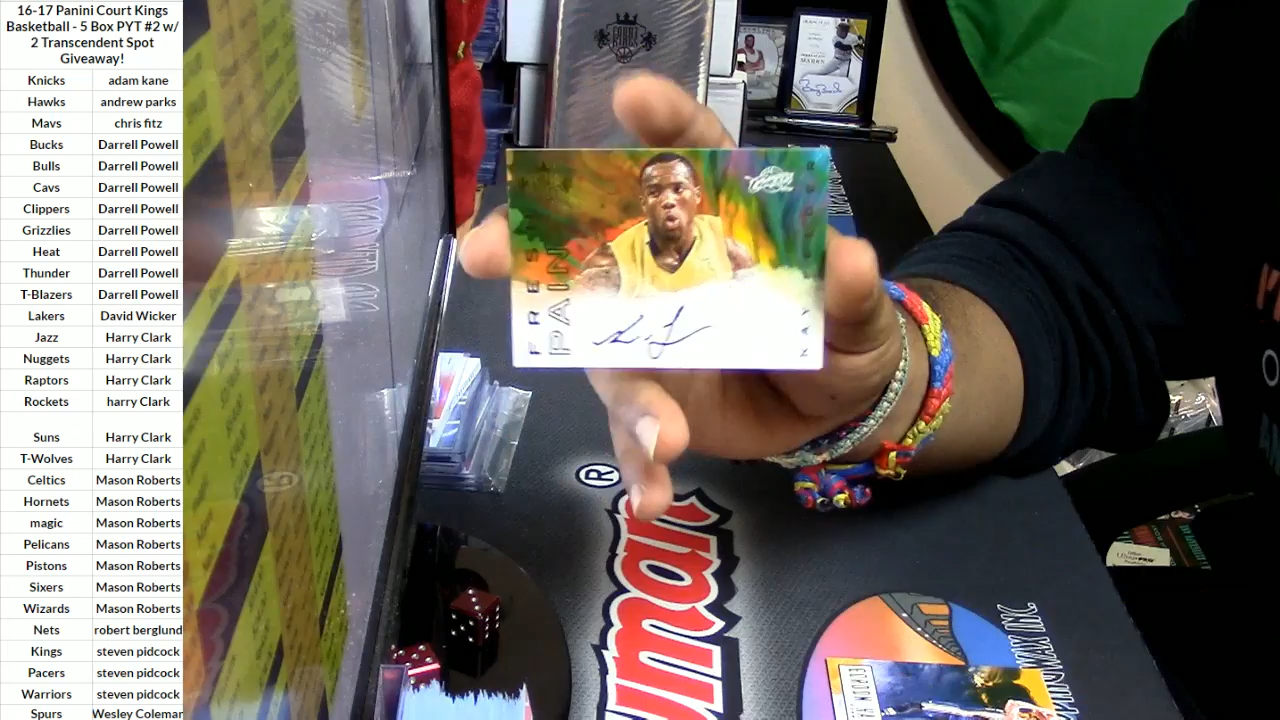 16-17 Panini Court Kings
Basketball - 5 Box PYT #2 w/
2 Transcendent Spot
Giveaway!
Knicks adam kane
Hawks andrew parks
Mavs chris fitz
Bucks Darrell Powell
Bulls Darrell Powell
Cavs Darrell Powell
Clippers Darrell Powell
Grizzlies Darrell Powell
Heat Darrell Powell
Thunder Darrell Powell
T-Blazers Darrell Powell
Lakers David Wicker
Jazz Harry Clark
Nuggets Harry Clark
Raptors Harry Clark
Rockets harry Clark
Suns Harry Clark
T-Wolves Harry Clark
Celtics Mason Roberts
Hornets Mason Roberts
magic Mason Roberts
Pelicans Mason Roberts
Pistons Mason Roberts
Sixers Mason Roberts
Wizards Mason Roberts
Nets robert berglund
Kings steven pidcock
Pacers steven pidcock
Warriors steven pidcock
Spurs Wesley Coleman
FRES
PAIN
KINGS
®
WAX INC